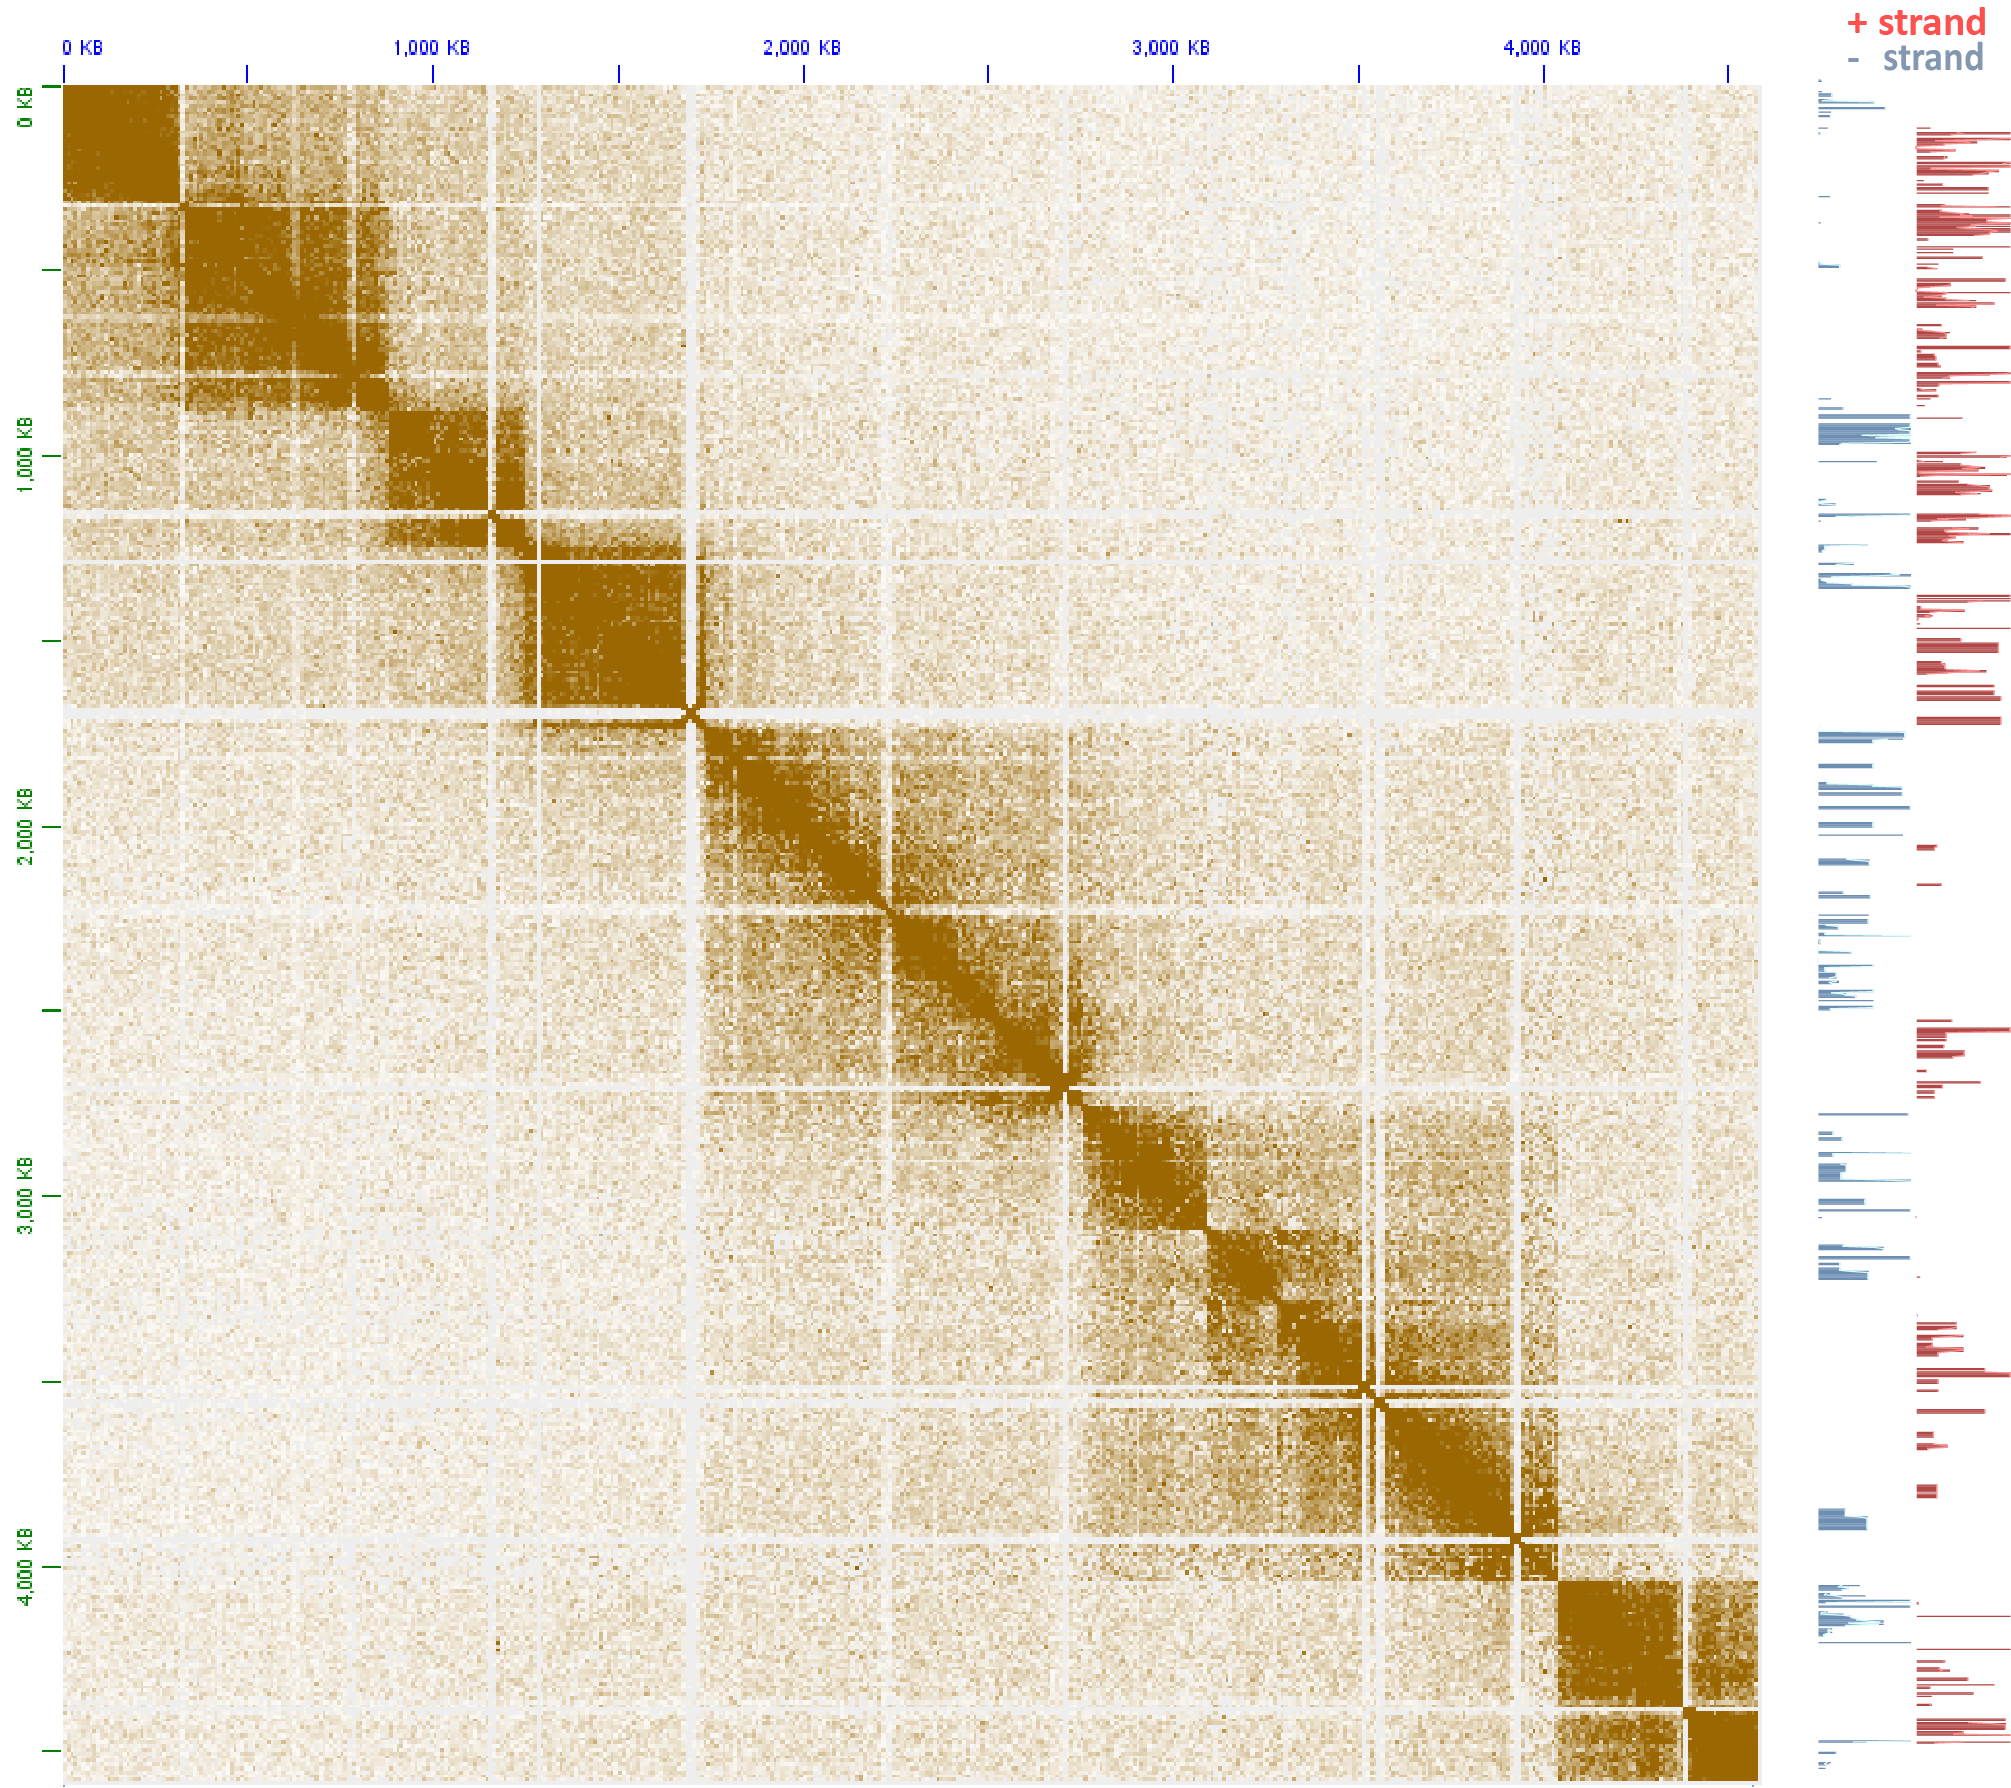 + strand
- strand
0 KB 1,000 KB 2,000 KB 3,000 KB 4,000 KB
0 KB
1,000 KB
2,000 KB
3,000 KB
4,000 KB